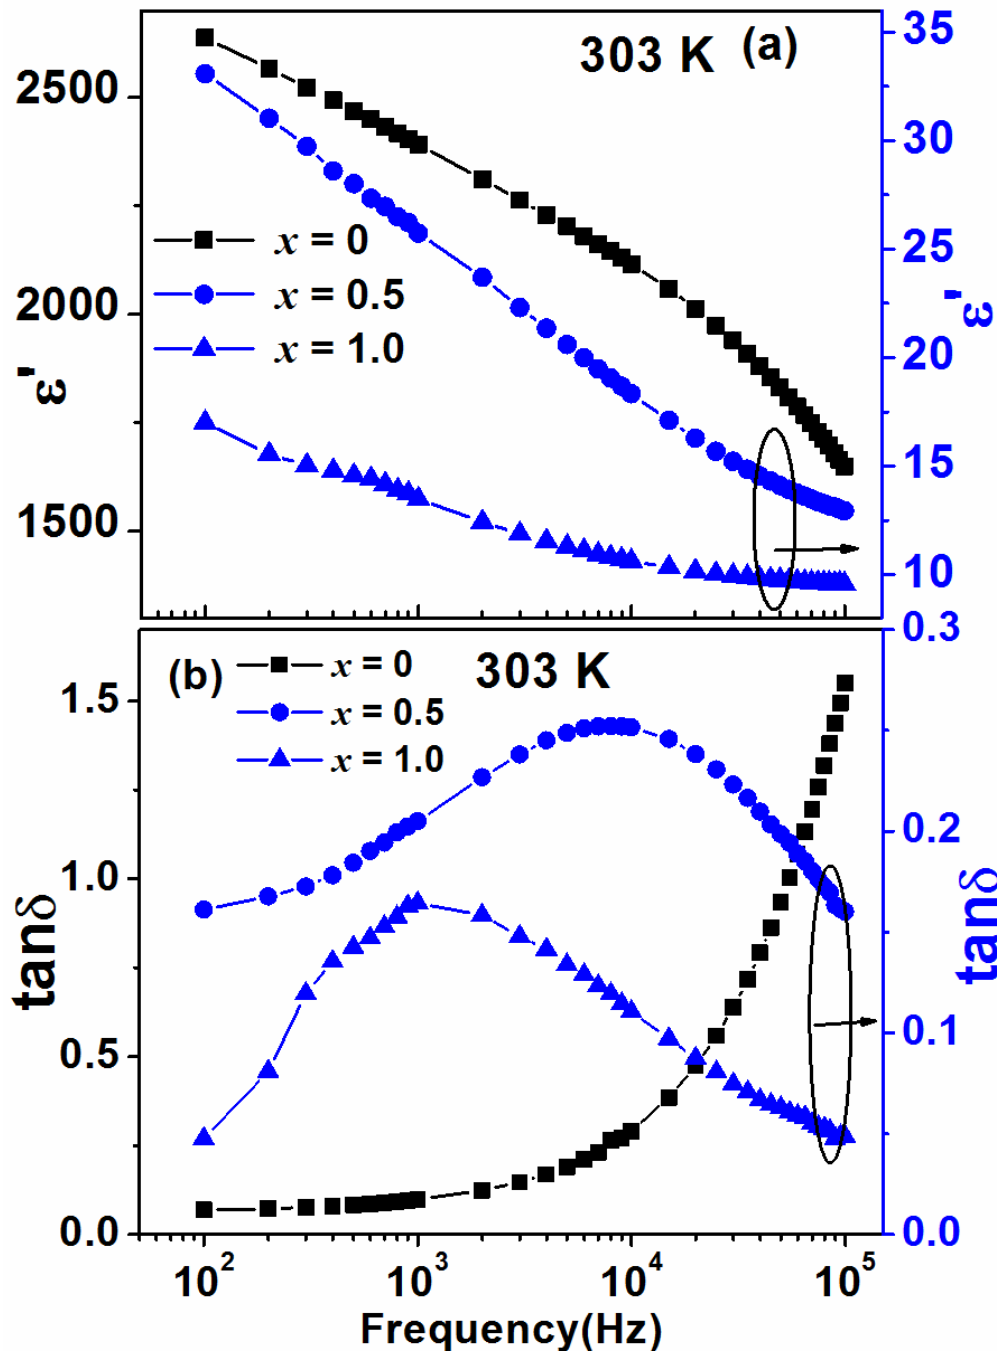 303 K (a)
2500
2000
1500
ε'
x = 0
x = 0.5
x = 1.0
35
30
25
20
15
10
ε'
(b)
303 K
x = 0
x = 0.5
x = 1.0
1.5
1.0
0.5
0.0
tanδ
0.3
0.2
0.1
0.0
tanδ
10² 10³ 10⁴ 10⁵
Frequency(Hz)